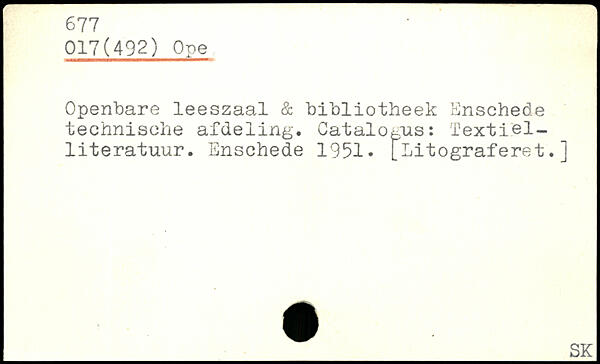 677
017(492) Ope
Openbare leeszaal & bibliotheek Enschede
technische afdeling. Catalogus: Textiel-
literatuur. Enschede 1951. [Litograferet.]
SK